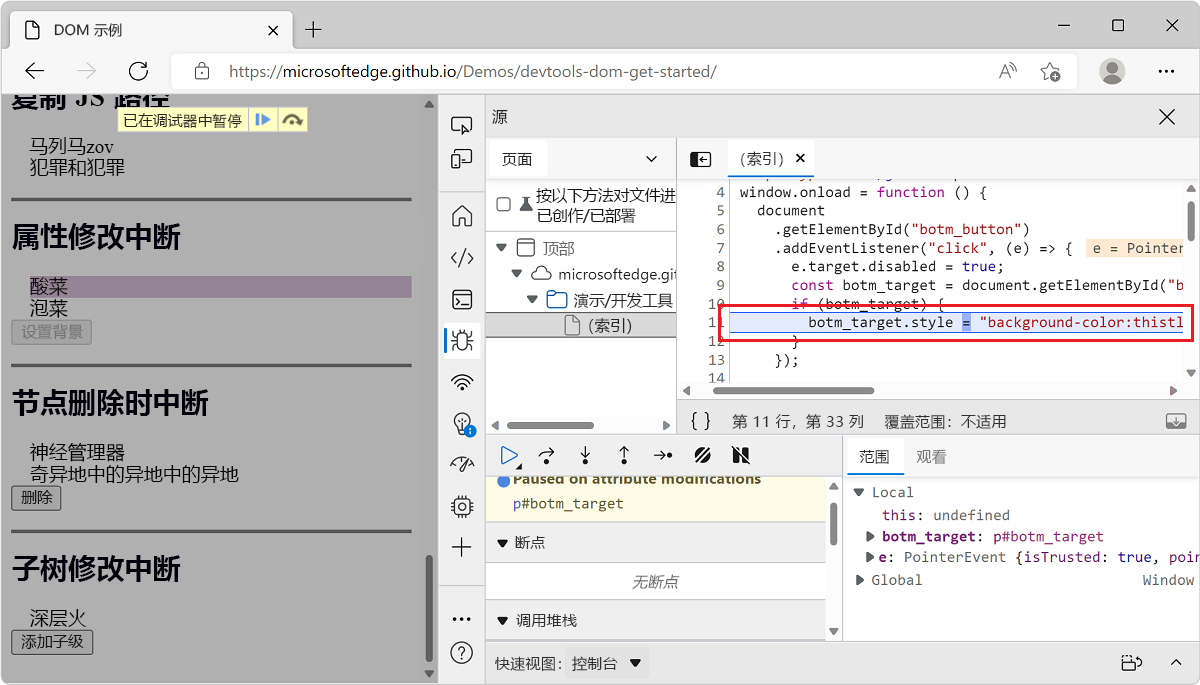 DOM 示例
https://microsoftedge.github.io/Demos/devtools-dom-get-started/
复制 JS 路径
已在调试器中暂停
马列马zov
犯罪和犯罪
属性修改中断
酸菜
泡菜
设置背景
节点删除时中断
神经管理器
奇异地中的异地中的异地
删除
子树修改中断
深层火
添加子级
源
页面
按以下方法对文件进
已创作/已部署
顶部
microsoftedge.git
演示/开发工具
(索引)
(索引)
4 window.onload = function () {
5 document
6 .getElementById("botm_button")
7 .addEventListener("click", (e) => { e = Pointer
8 e.target.disabled = true;
9 const botm_target = document.getElementById("b
10 if (botm_target) {
11 botm_target.style = "background-color:thistl
12 }
13 });
14
{ } 第 11 行，第 33 列 覆盖范围：不适用
Paused on attribute modifications
p#botm_target
断点
无断点
调用堆栈
范围 观看
Local
this: undefined
botm_target: p#botm_target
e: PointerEvent {isTrusted: true, poin
Global Window
快速视图: 控制台